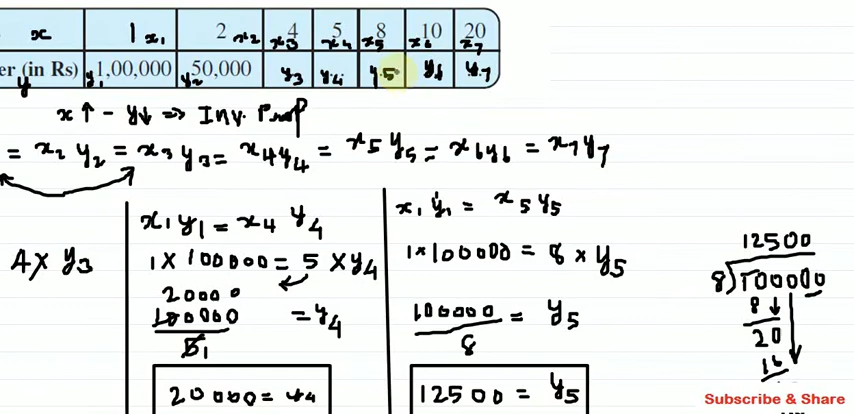 x 1 x₁ 2 x₂ 4 x₃ 5 x₄ 8 x₅ 10 x₆ 20 x₇
er (in Rs) y y₁ 1,00,000 y₂ 50,000 y₃ y₄ y₅ y₆ y₇
x ↑ - y↓ ⇒ Inv. Prop
= x₂ y₂ = x₃ y₃ = x₄ y₄ = x₅ y₅ = x₆ y₆ = x₇ y₇
4 × y₃
x₁ y₁ = x₄ y₄
1 × 100000 = 5 × y₄
20000
100000 = y₄
5 1
20000 = y₄
x₁ y₁ = x₅ y₅
1 × 100000 = 8 × y₅
100000 = y₅
8
12500 = y₅
12500
8)100000
8
20
16
Subscribe & Share